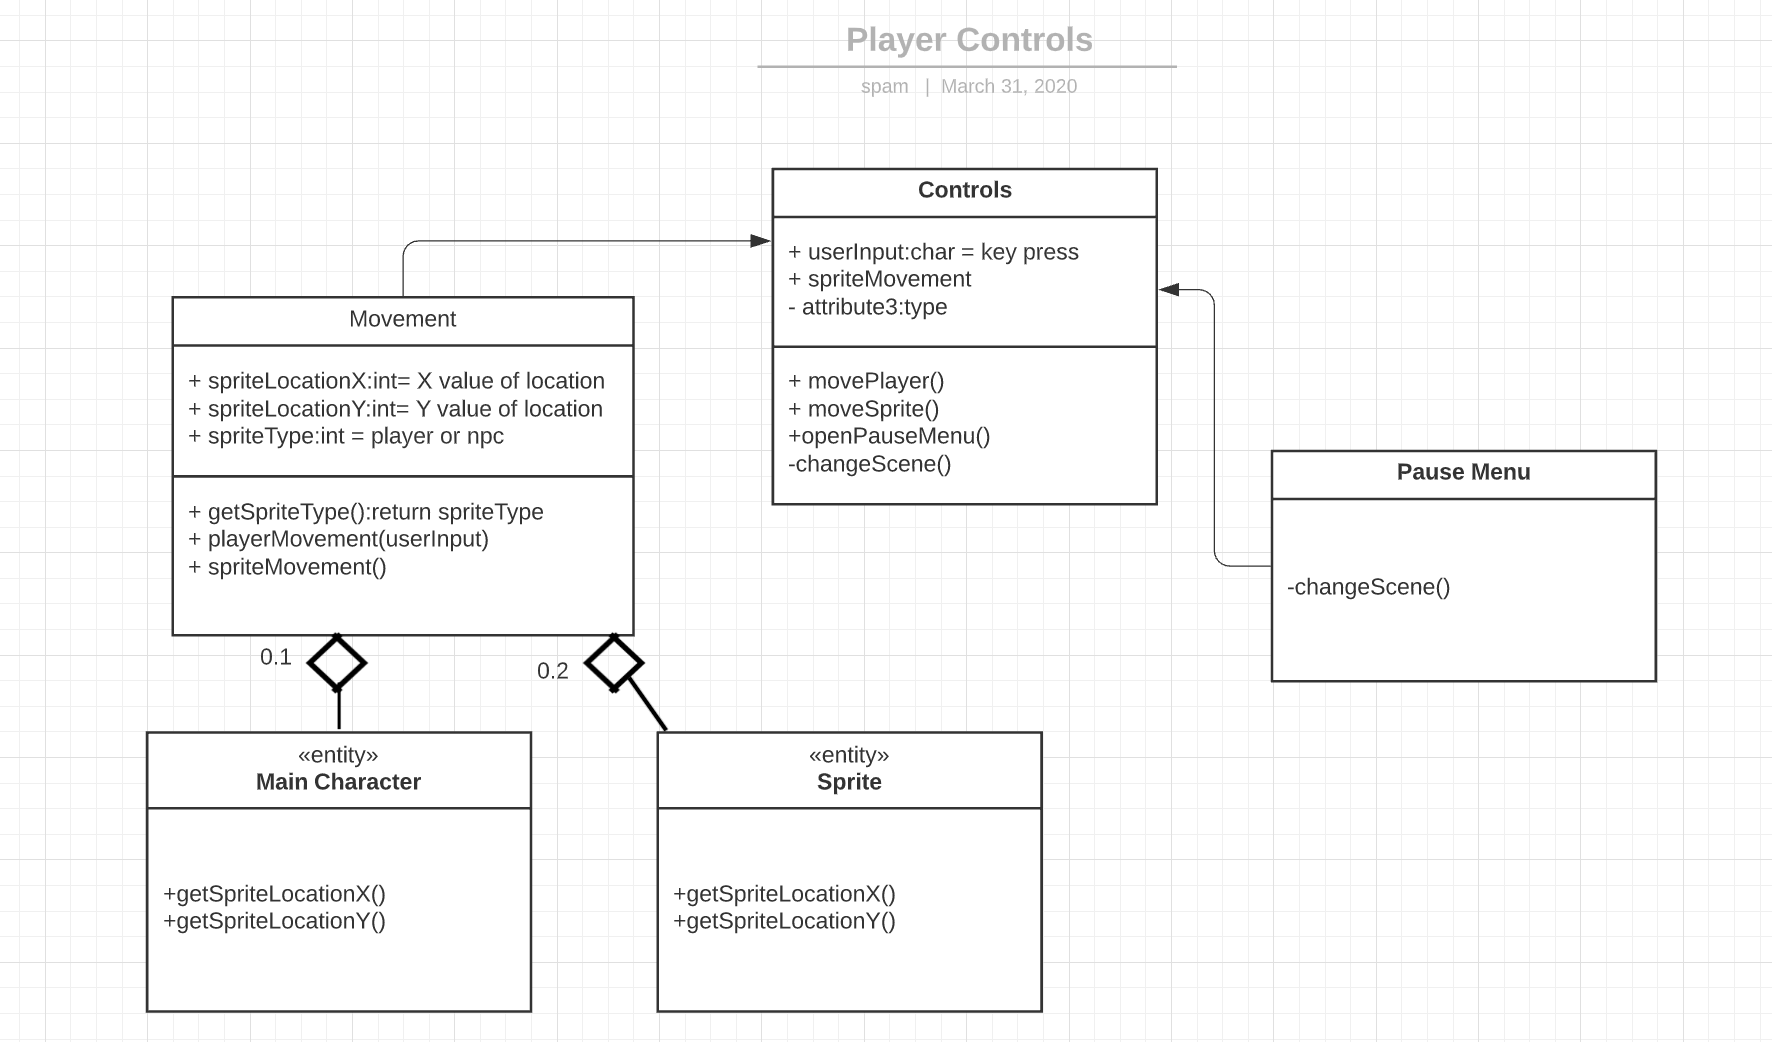 Player Controls
spam | March 31, 2020
Controls
+ userInput:char = key press
+ spriteMovement
- attribute3:type
+ movePlayer()
+ moveSprite()
+openPauseMenu()
-changeScene()
Movement
+ spriteLocationX:int= X value of location
+ spriteLocationY:int= Y value of location
+ spriteType:int = player or npc
+ getSpriteType():return spriteType
+ playerMovement(userInput)
+ spriteMovement()
Pause Menu
-changeScene()
0.1
0.2
«entity»
Main Character
+getSpriteLocationX()
+getSpriteLocationY()
«entity»
Sprite
+getSpriteLocationX()
+getSpriteLocationY()